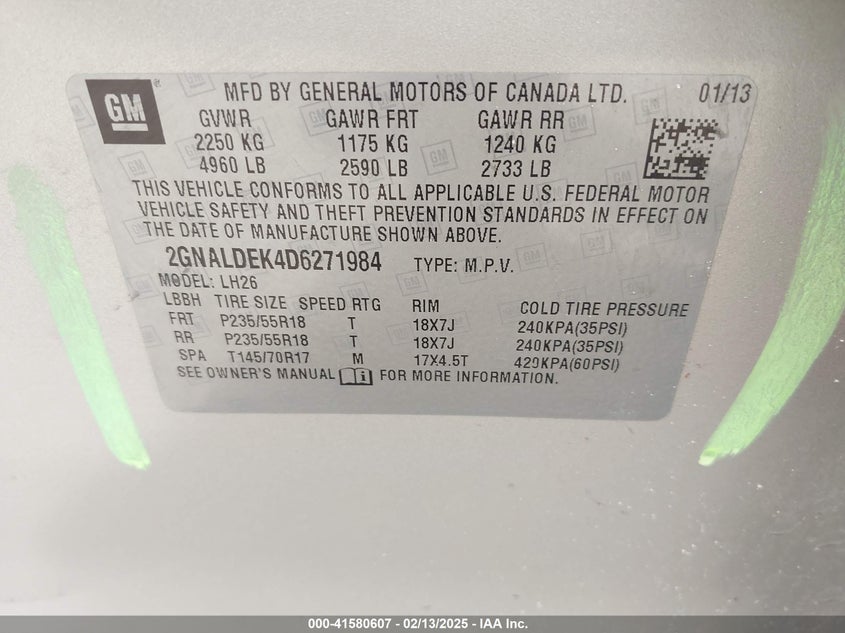 GM
MFD BY GENERAL MOTORS OF CANADA LTD. 01/13
GVWR GAWR FRT GAWR RR
2250 KG 1175 KG 1240 KG
4960 LB 2590 LB 2733 LB
THIS VEHICLE CONFORMS TO ALL APPLICABLE U.S. FEDERAL MOTOR
VEHICLE SAFETY AND THEFT PREVENTION STANDARDS IN EFFECT ON
THE DATE OF MANUFACTURE SHOWN ABOVE.
2GNALDEK4D6271984 TYPE: M.P.V.
MODEL: LH26
LBBH TIRE SIZE SPEED RTG RIM COLD TIRE PRESSURE
FRT P235/55R18 T 18X7J 240KPA(35PSI)
RR P235/55R18 T 18X7J 240KPA(35PSI)
SPA T145/70R17 M 17X4.5T 420KPA(60PSI)
SEE OWNER'S MANUAL FOR MORE INFORMATION.
000-41580607 - 02/13/2025 - IAA Inc.